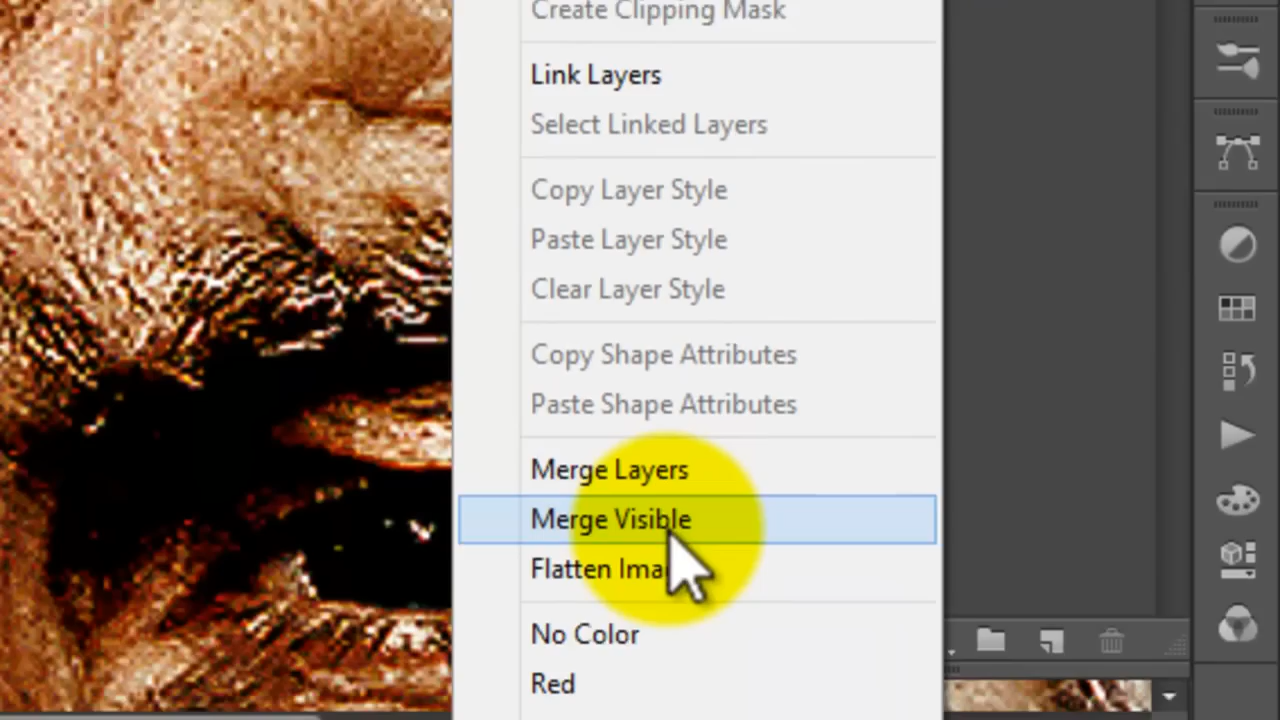 Create Clipping Mask
Link Layers
Select Linked Layers
Copy Layer Style
Paste Layer Style
Clear Layer Style
Copy Shape Attributes
Paste Shape Attributes
Merge Layers
Merge Visible
Flatten Ima
No Color
Red